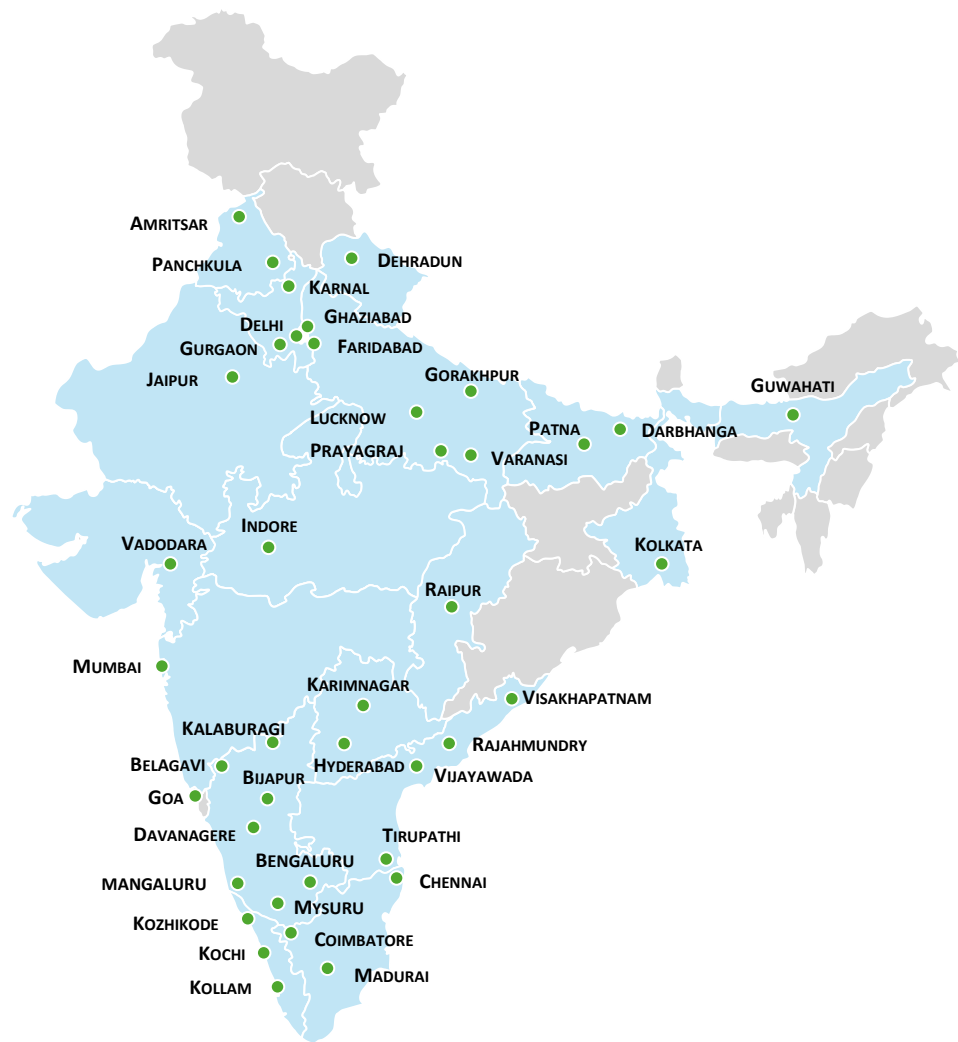 Amritsar
Panchkula
Dehradun
Karnal
Ghaziabad
Delhi
Gurgaon
Faridabad
Jaipur
Gorakhpur
Guwahati
Lucknow
Patna
Darbhanga
Prayagraj
Varanasi
Indore
Vadodara
Kolkata
Raipur
Mumbai
Karimnagar
Visakhapatnam
Kalaburagi
Rajahmundry
Belagavi
Hyderabad
Bijapur
Vijayawada
Goa
Davanagere
Tirupathi
Bengaluru
Mangaluru
Chennai
Mysuru
Kozhikode
Coimbatore
Kochi
Madurai
Kollam